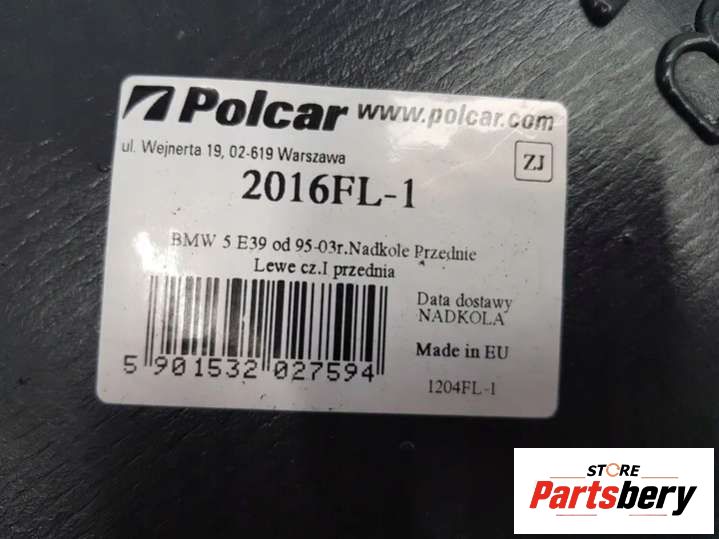 Polcar www.polcar.com
ul. Wejnerta 19, 02-619 Warszawa
ZJ
2016FL-1
BMW 5 E39 od 95-03r.Nadkole Przednie
Lewe cz.I przednia
Data dostawy
NADKOLA
Made in EU
5 901532 027594
1204FL-1
STORE
Partsbery